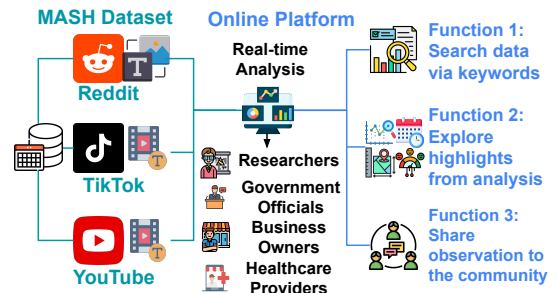 MASH Dataset
Reddit
TikTok
YouTube
T
T
T
Online Platform
Real-time
Analysis
Researchers
Government
Officials
Business
Owners
Healthcare
Providers
Function 1:
Search data
via keywords
Function 2:
Explore
highlights
from analysis
Function 3:
Share
observation to
the community